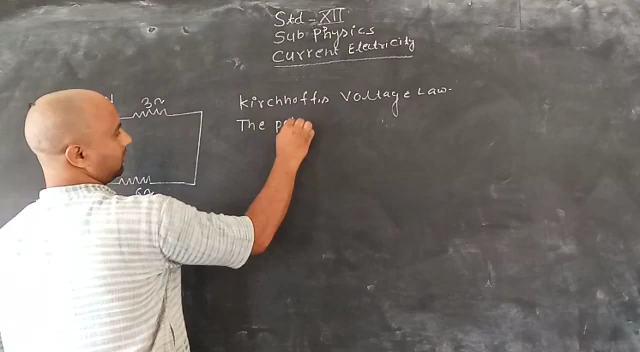 Std - XII
Sub Physics
Current Electricity
Kirchhoff's Voltage Law.
3Ω
The p
6Ω